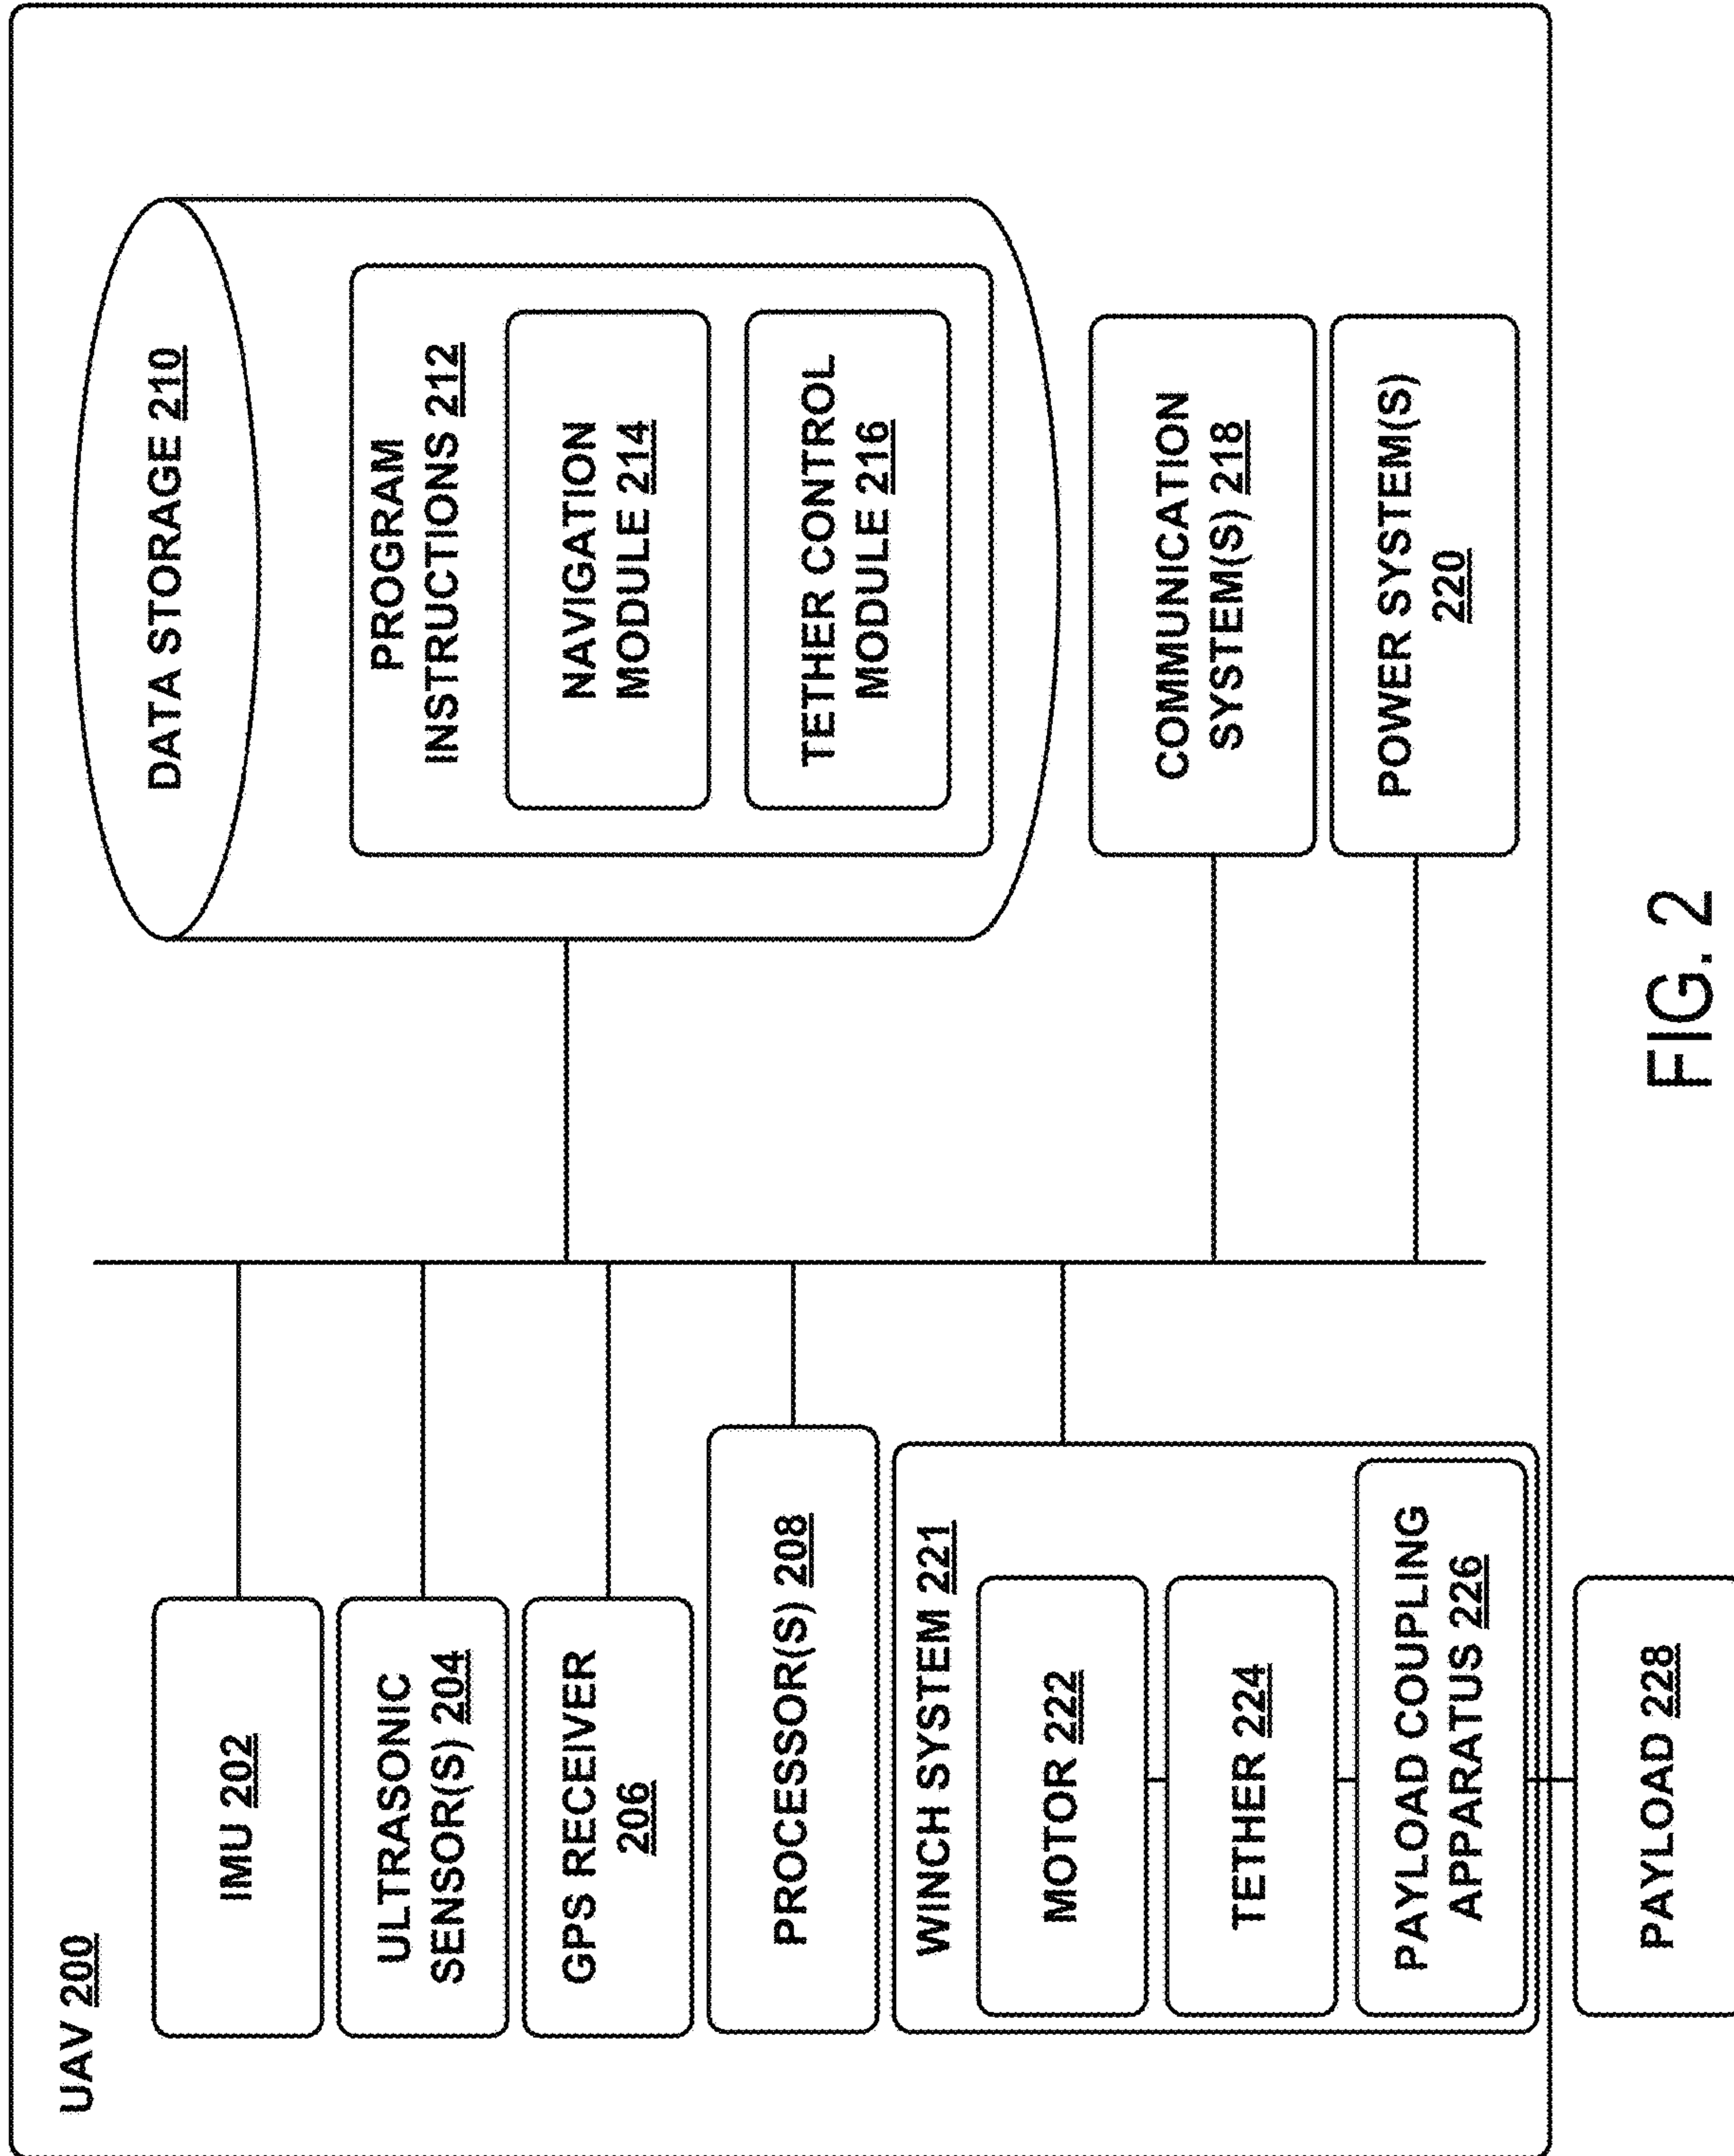 UAV 200
IMU 202
ULTRASONIC
SENSOR(S) 204
GPS RECEIVER
206
PROCESSOR(S) 208
WINCH SYSTEM 221
MOTOR 222
TETHER 224
PAYLOAD COUPLING
APPARATUS 226
PAYLOAD 228
DATA STORAGE 210
PROGRAM
INSTRUCTIONS 212
NAVIGATION
MODULE 214
TETHER CONTROL
MODULE 216
COMMUNICATION
SYSTEM(S) 218
POWER SYSTEM(S)
220
FIG. 2